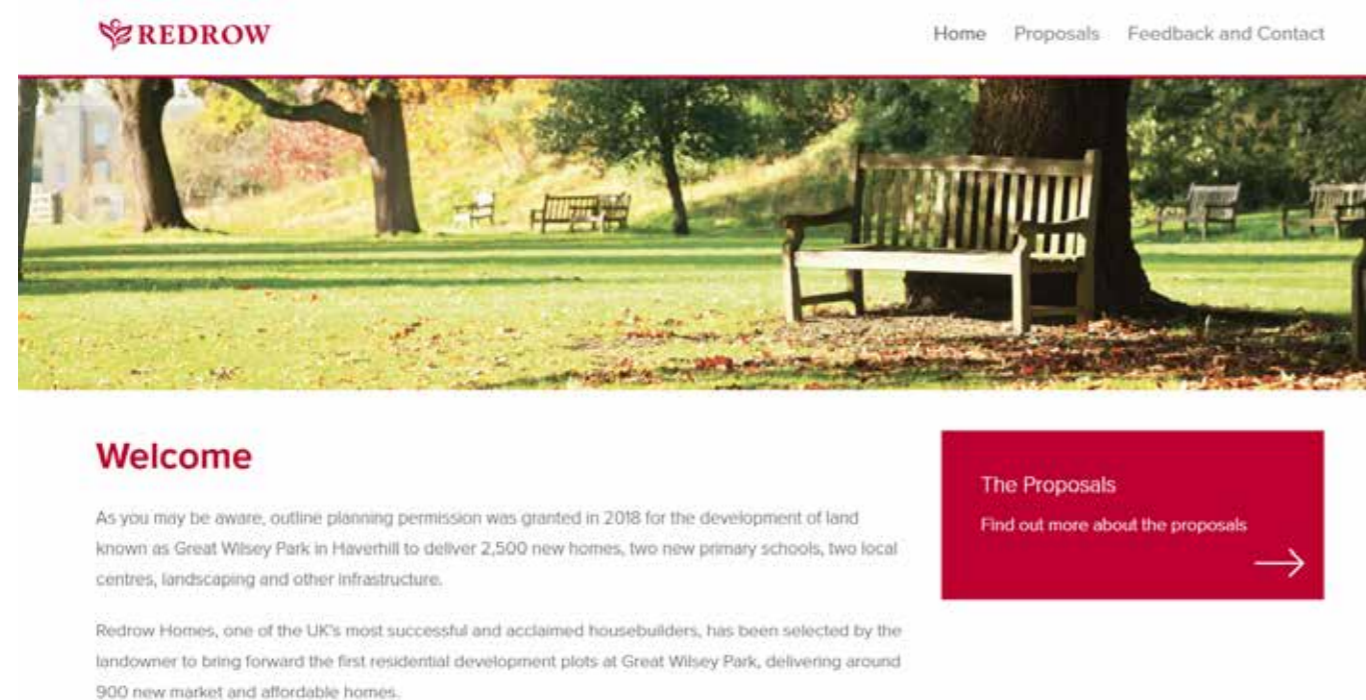 REDROW
Home Proposals Feedback and Contact
Welcome
As you may be aware, outline planning permission was granted in 2018 for the development of land
known as Great Wilsey Park in Haverhill to deliver 2,500 new homes, two new primary schools, two local
centres, landscaping and other infrastructure.
Redrow Homes, one of the UK's most successful and acclaimed housebuilders, has been selected by the
landowner to bring forward the first residential development plots at Great Wilsey Park, delivering around
900 new market and affordable homes.
The Proposals
Find out more about the proposals